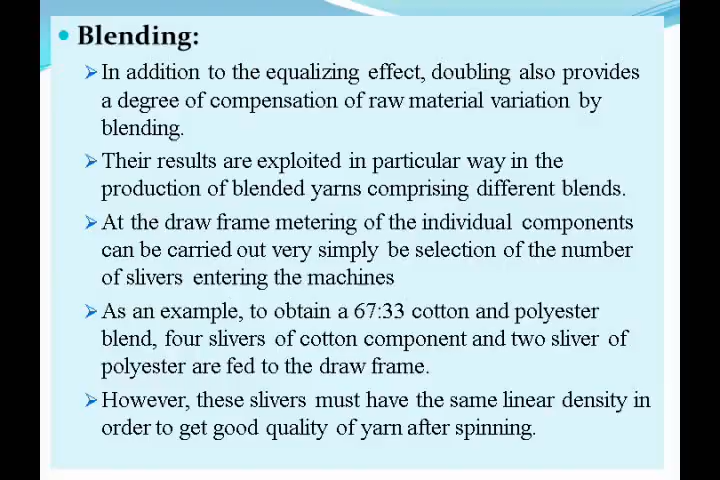 Blending:
In addition to the equalizing effect, doubling also provides
a degree of compensation of raw material variation by
blending.
Their results are exploited in particular way in the
production of blended yarns comprising different blends.
At the draw frame metering of the individual components
can be carried out very simply be selection of the number
of slivers entering the machines
As an example, to obtain a 67:33 cotton and polyester
blend, four slivers of cotton component and two sliver of
polyester are fed to the draw frame.
However, these slivers must have the same linear density in
order to get good quality of yarn after spinning.